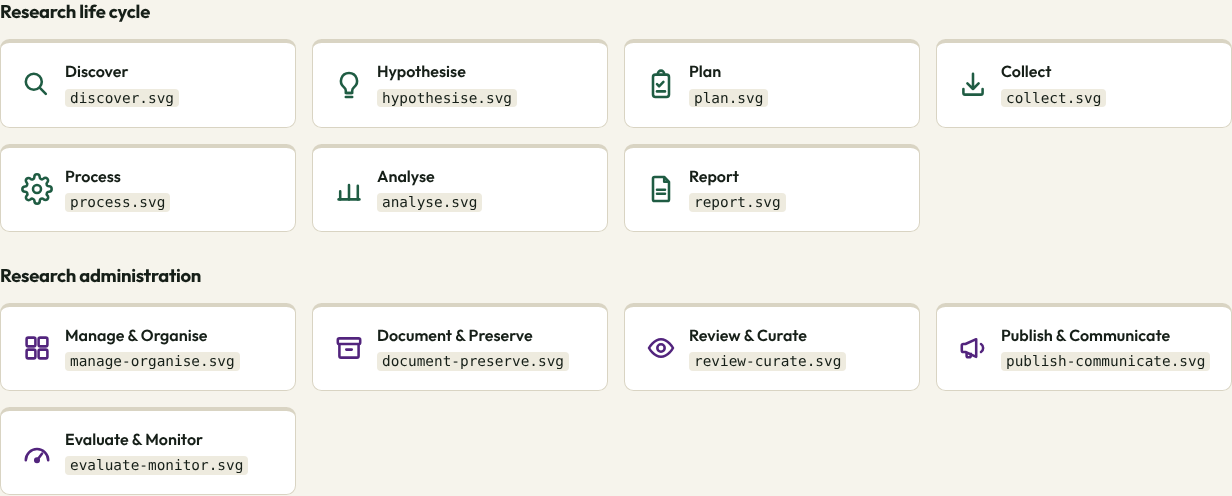 Research life cycle
Discover
discover.svg
Hypothesise
hypothesise.svg
Plan
plan.svg
Collect
collect.svg
Process
process.svg
Analyse
analyse.svg
Report
report.svg
Research administration
Manage & Organise
manage-organise.svg
Document & Preserve
document-preserve.svg
Review & Curate
review-curate.svg
Publish & Communicate
publish-communicate.svg
Evaluate & Monitor
evaluate-monitor.svg